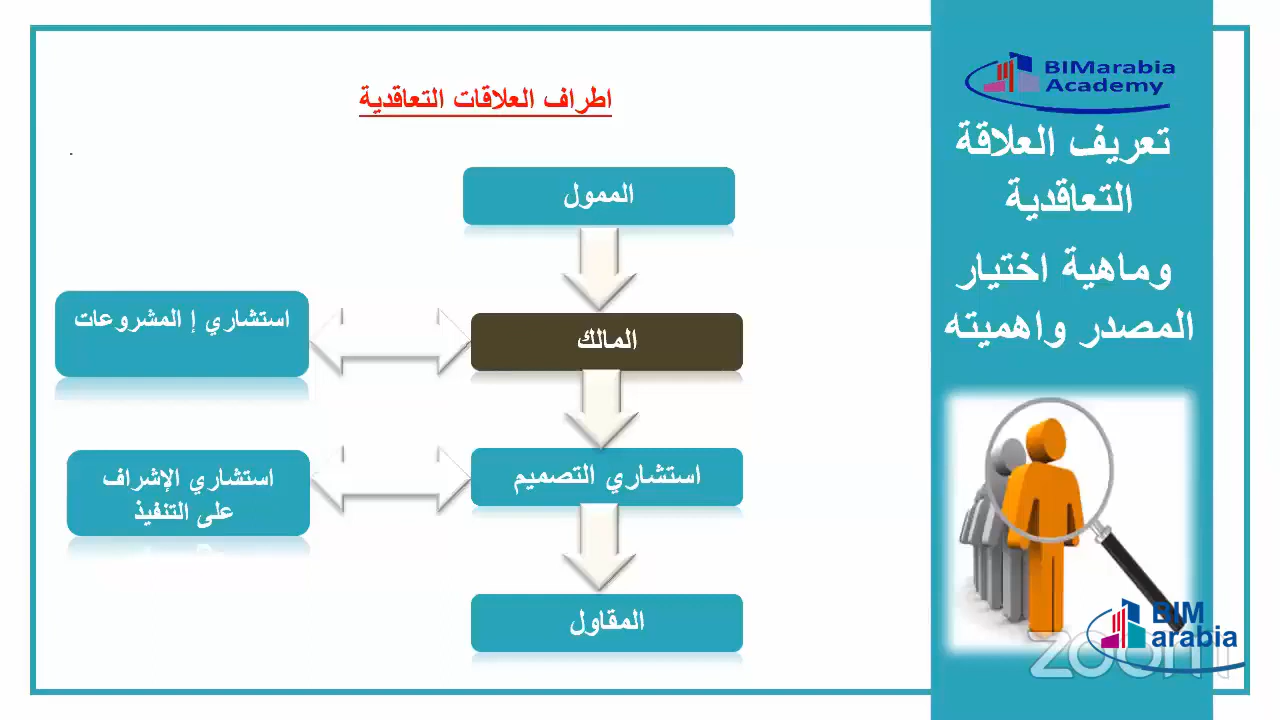 BIMarabia
Academy
تعريف العلاقة
التعاقدية
وماهية اختيار
المصدر واهميته
اطراف العلاقات التعاقدية
الممول
المالك
استشاري إ المشروعات
استشاري التصميم
استشاري الإشراف
على التنفيذ
المقاول
BIM
arabia
zoom